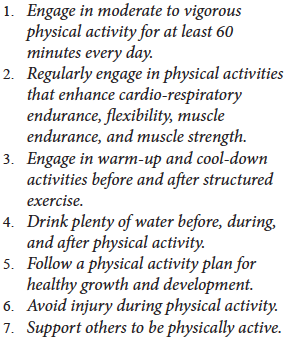 1. Engage in moderate to vigorous
physical activity for at least 60
minutes every day.
2. Regularly engage in physical activities
that enhance cardio-respiratory
endurance, flexibility, muscle
endurance, and muscle strength.
3. Engage in warm-up and cool-down
activities before and after structured
exercise.
4. Drink plenty of water before, during,
and after physical activity.
5. Follow a physical activity plan for
healthy growth and development.
6. Avoid injury during physical activity.
7. Support others to be physically active.